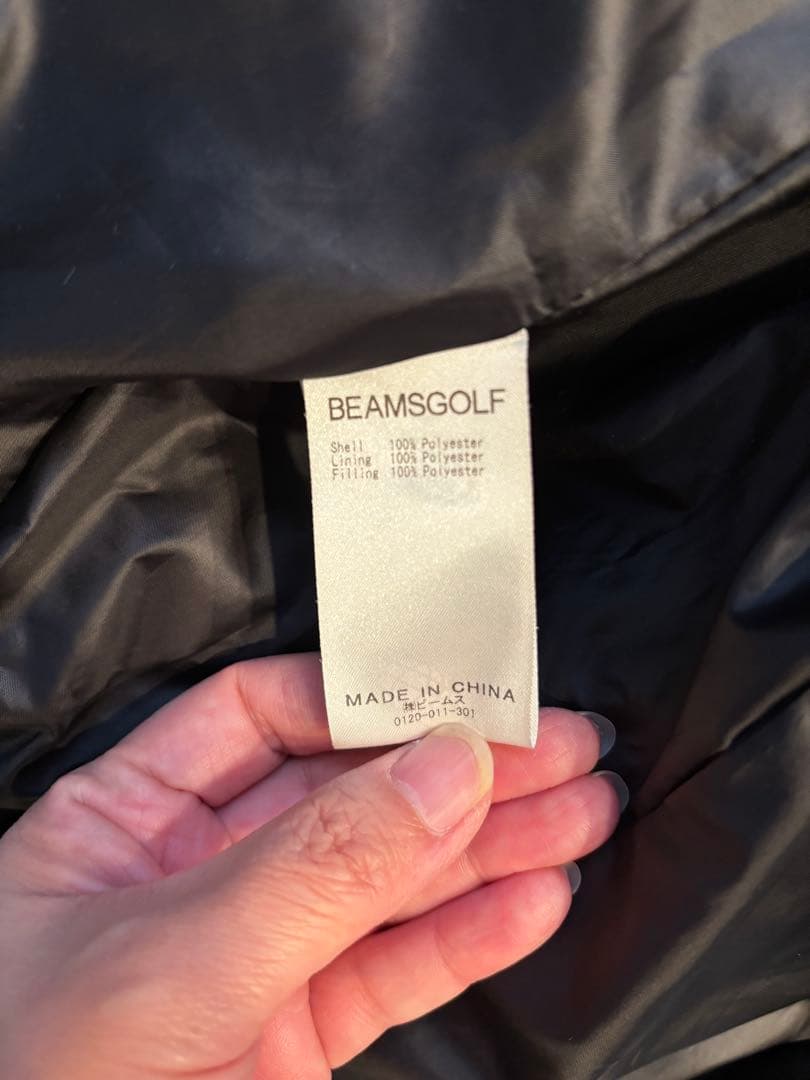 BEAMSGOLF
Shell 100% Polyester
Lining 100% Polyester
Filling 100% Polyester
MADE IN CHINA
㈱ビームス
0120-011-301